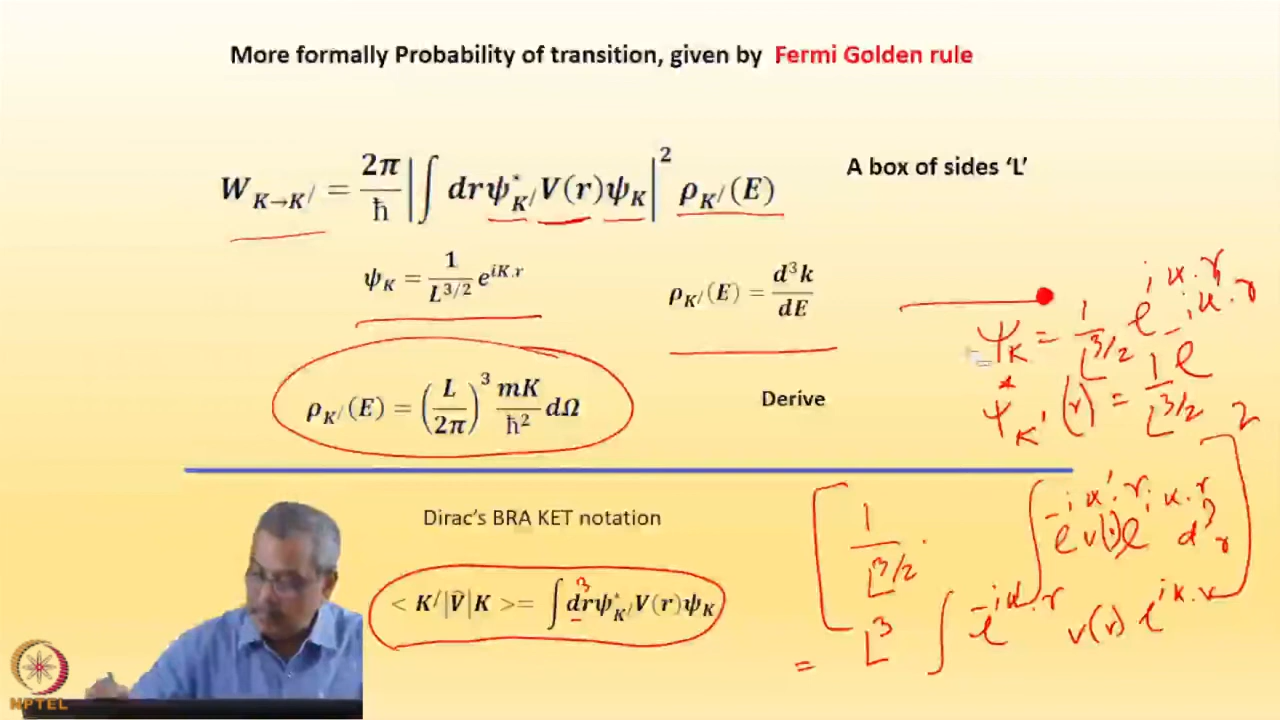 More formally Probability of transition, given by Fermi Golden rule
W_{K→K′} = 2π/ħ |∫ dr ψ*_{K′} V(r) ψ_K|² ρ_{K′}(E)
A box of sides ‘L’
ψ_K = 1/L^{3/2} e^{iK.r}
ρ_{K′}(E) = d³k/dE
ψ_K = 1/L^{3/2} e^{iK.r}
ψ*_{K′}(r) = 1/L^{3/2} e^{-iK.r}
ρ_{K′}(E) = (L/2π)³ mK/ħ² dΩ
Derive
Dirac’s BRA KET notation
[1/L^{3/2} . ∫ e^{-iK′.r} V(r) e^{iK.r} d³r]²
< K′|V̂|K >= ∫ d³r ψ*_{K′} V(r) ψ_K
= L³ ∫ e^{-iK′.r} V(r) e^{iK.r}
NPTEL